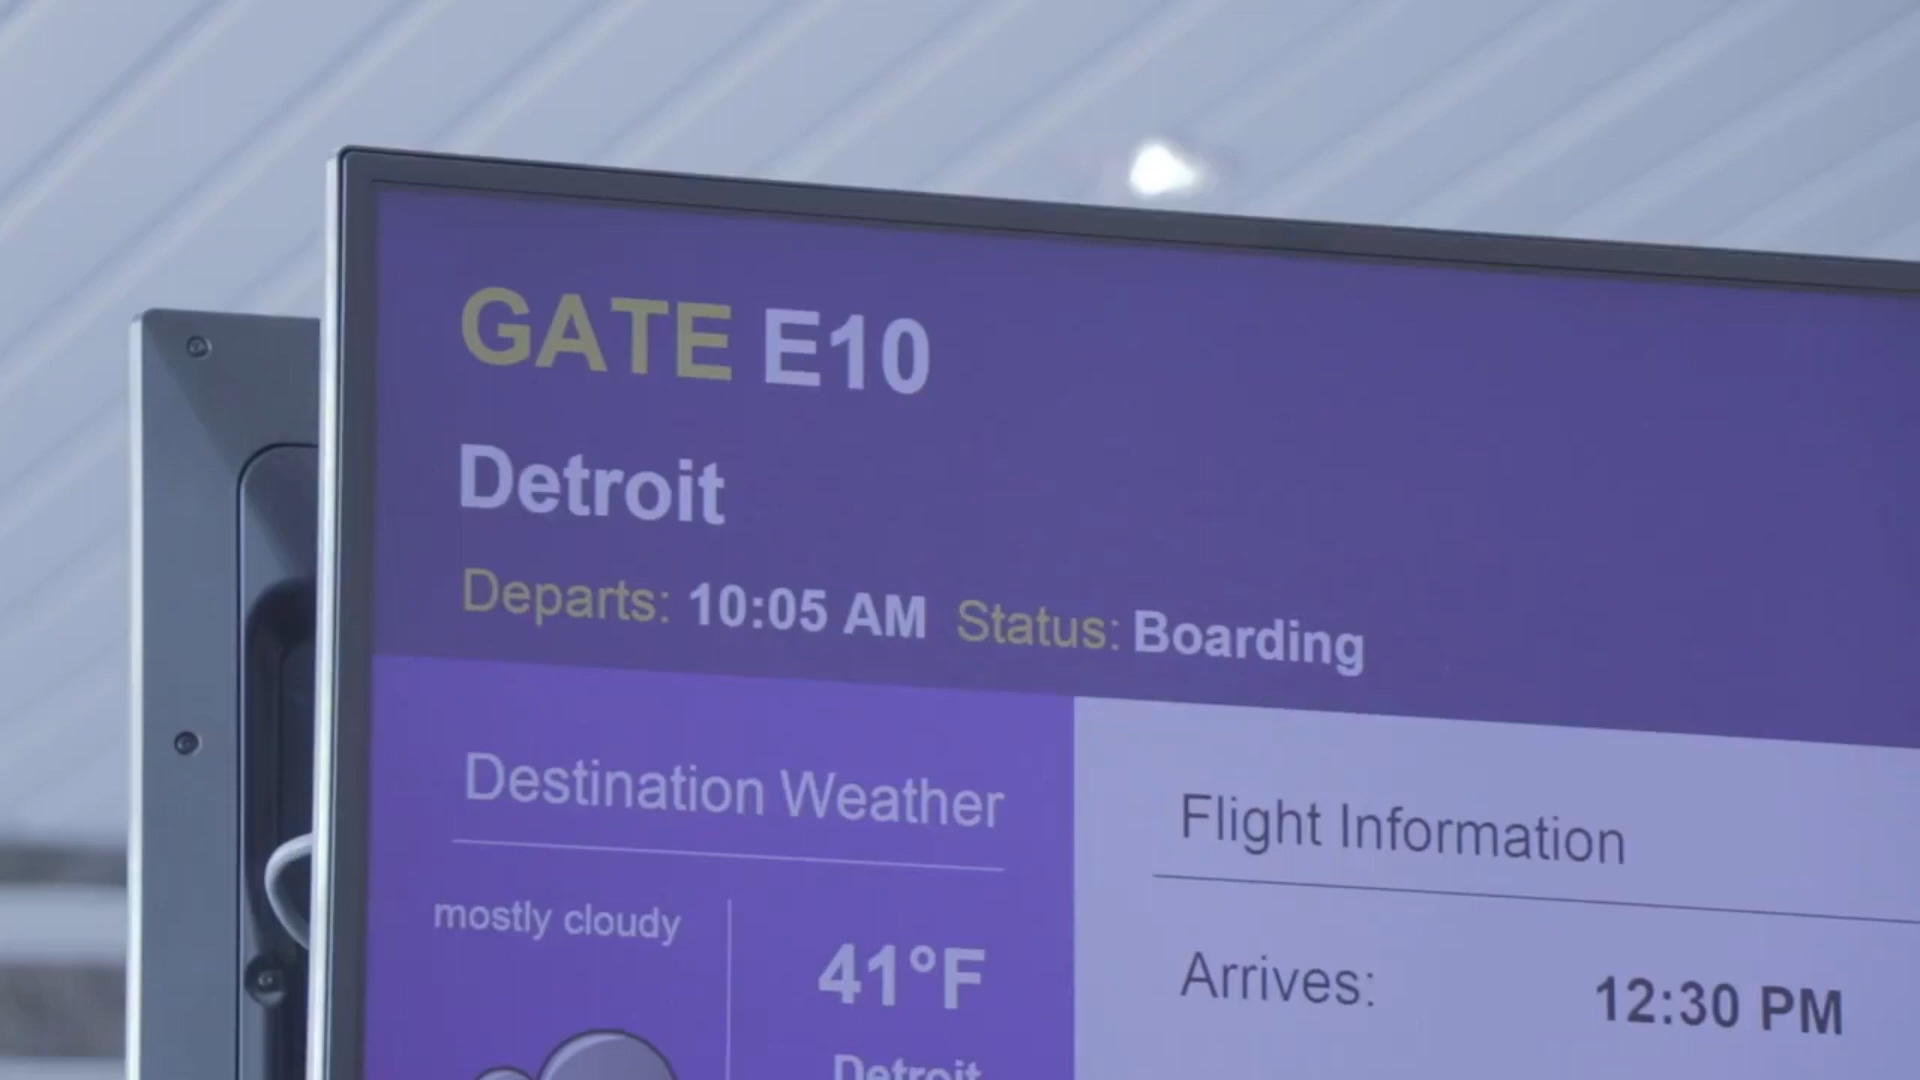 GATE E10
Detroit
Departs: 10:05 AM Status: Boarding
Destination Weather
mostly cloudy
41°F
Detroit
Flight Information
Arrives: 12:30 PM